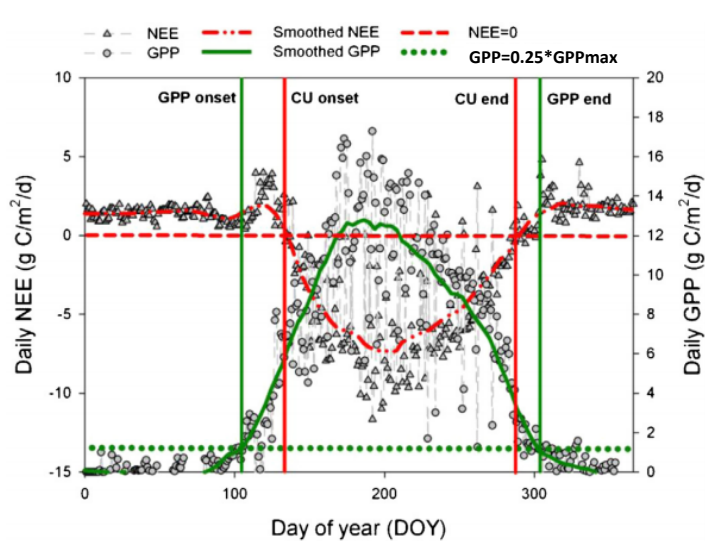 NEE Smoothed NEE NEE=0
GPP Smoothed GPP GPP=0.25*GPPmax
10 20
GPP onset CU onset CU end GPP end
18
5 16
14
0 12
10
-5 8
6
-10 4
2
-15 0
0 100 200 300
Daily NEE (g C/m²/d)
Daily GPP (g C/m²/d)
Day of year (DOY)